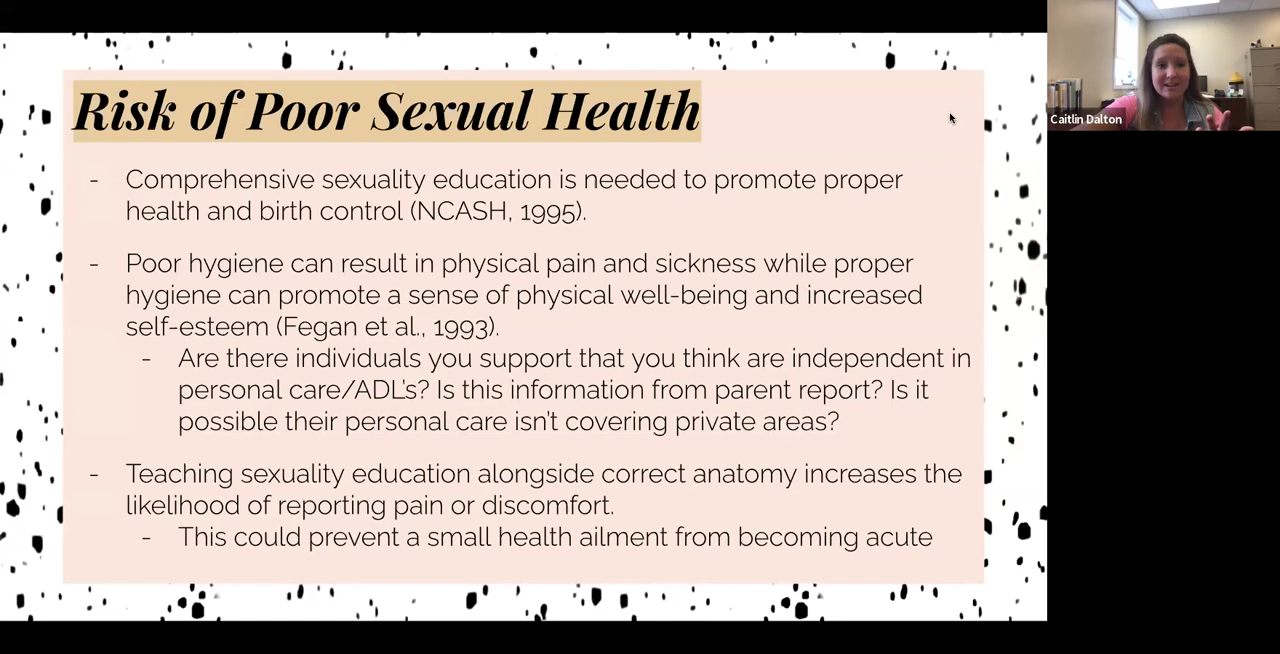 Risk of Poor Sexual Health
Caitlin Dalton
- Comprehensive sexuality education is needed to promote proper
health and birth control (NCASH, 1995).
- Poor hygiene can result in physical pain and sickness while proper
hygiene can promote a sense of physical well-being and increased
self-esteem (Fegan et al., 1993).
- Are there individuals you support that you think are independent in
personal care/ADL's? Is this information from parent report? Is it
possible their personal care isn't covering private areas?
- Teaching sexuality education alongside correct anatomy increases the
likelihood of reporting pain or discomfort.
- This could prevent a small health ailment from becoming acute